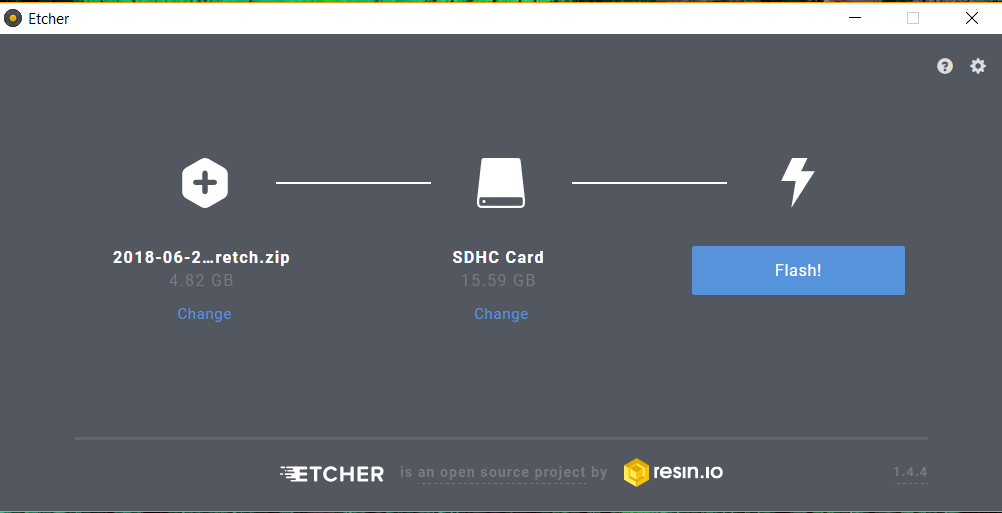 Etcher
2018-06-2...retch.zip
SDHC Card
Flash!
4.82 GB
15.59 GB
Change
Change
ETCHER is an open source project by resin.io
1.4.4